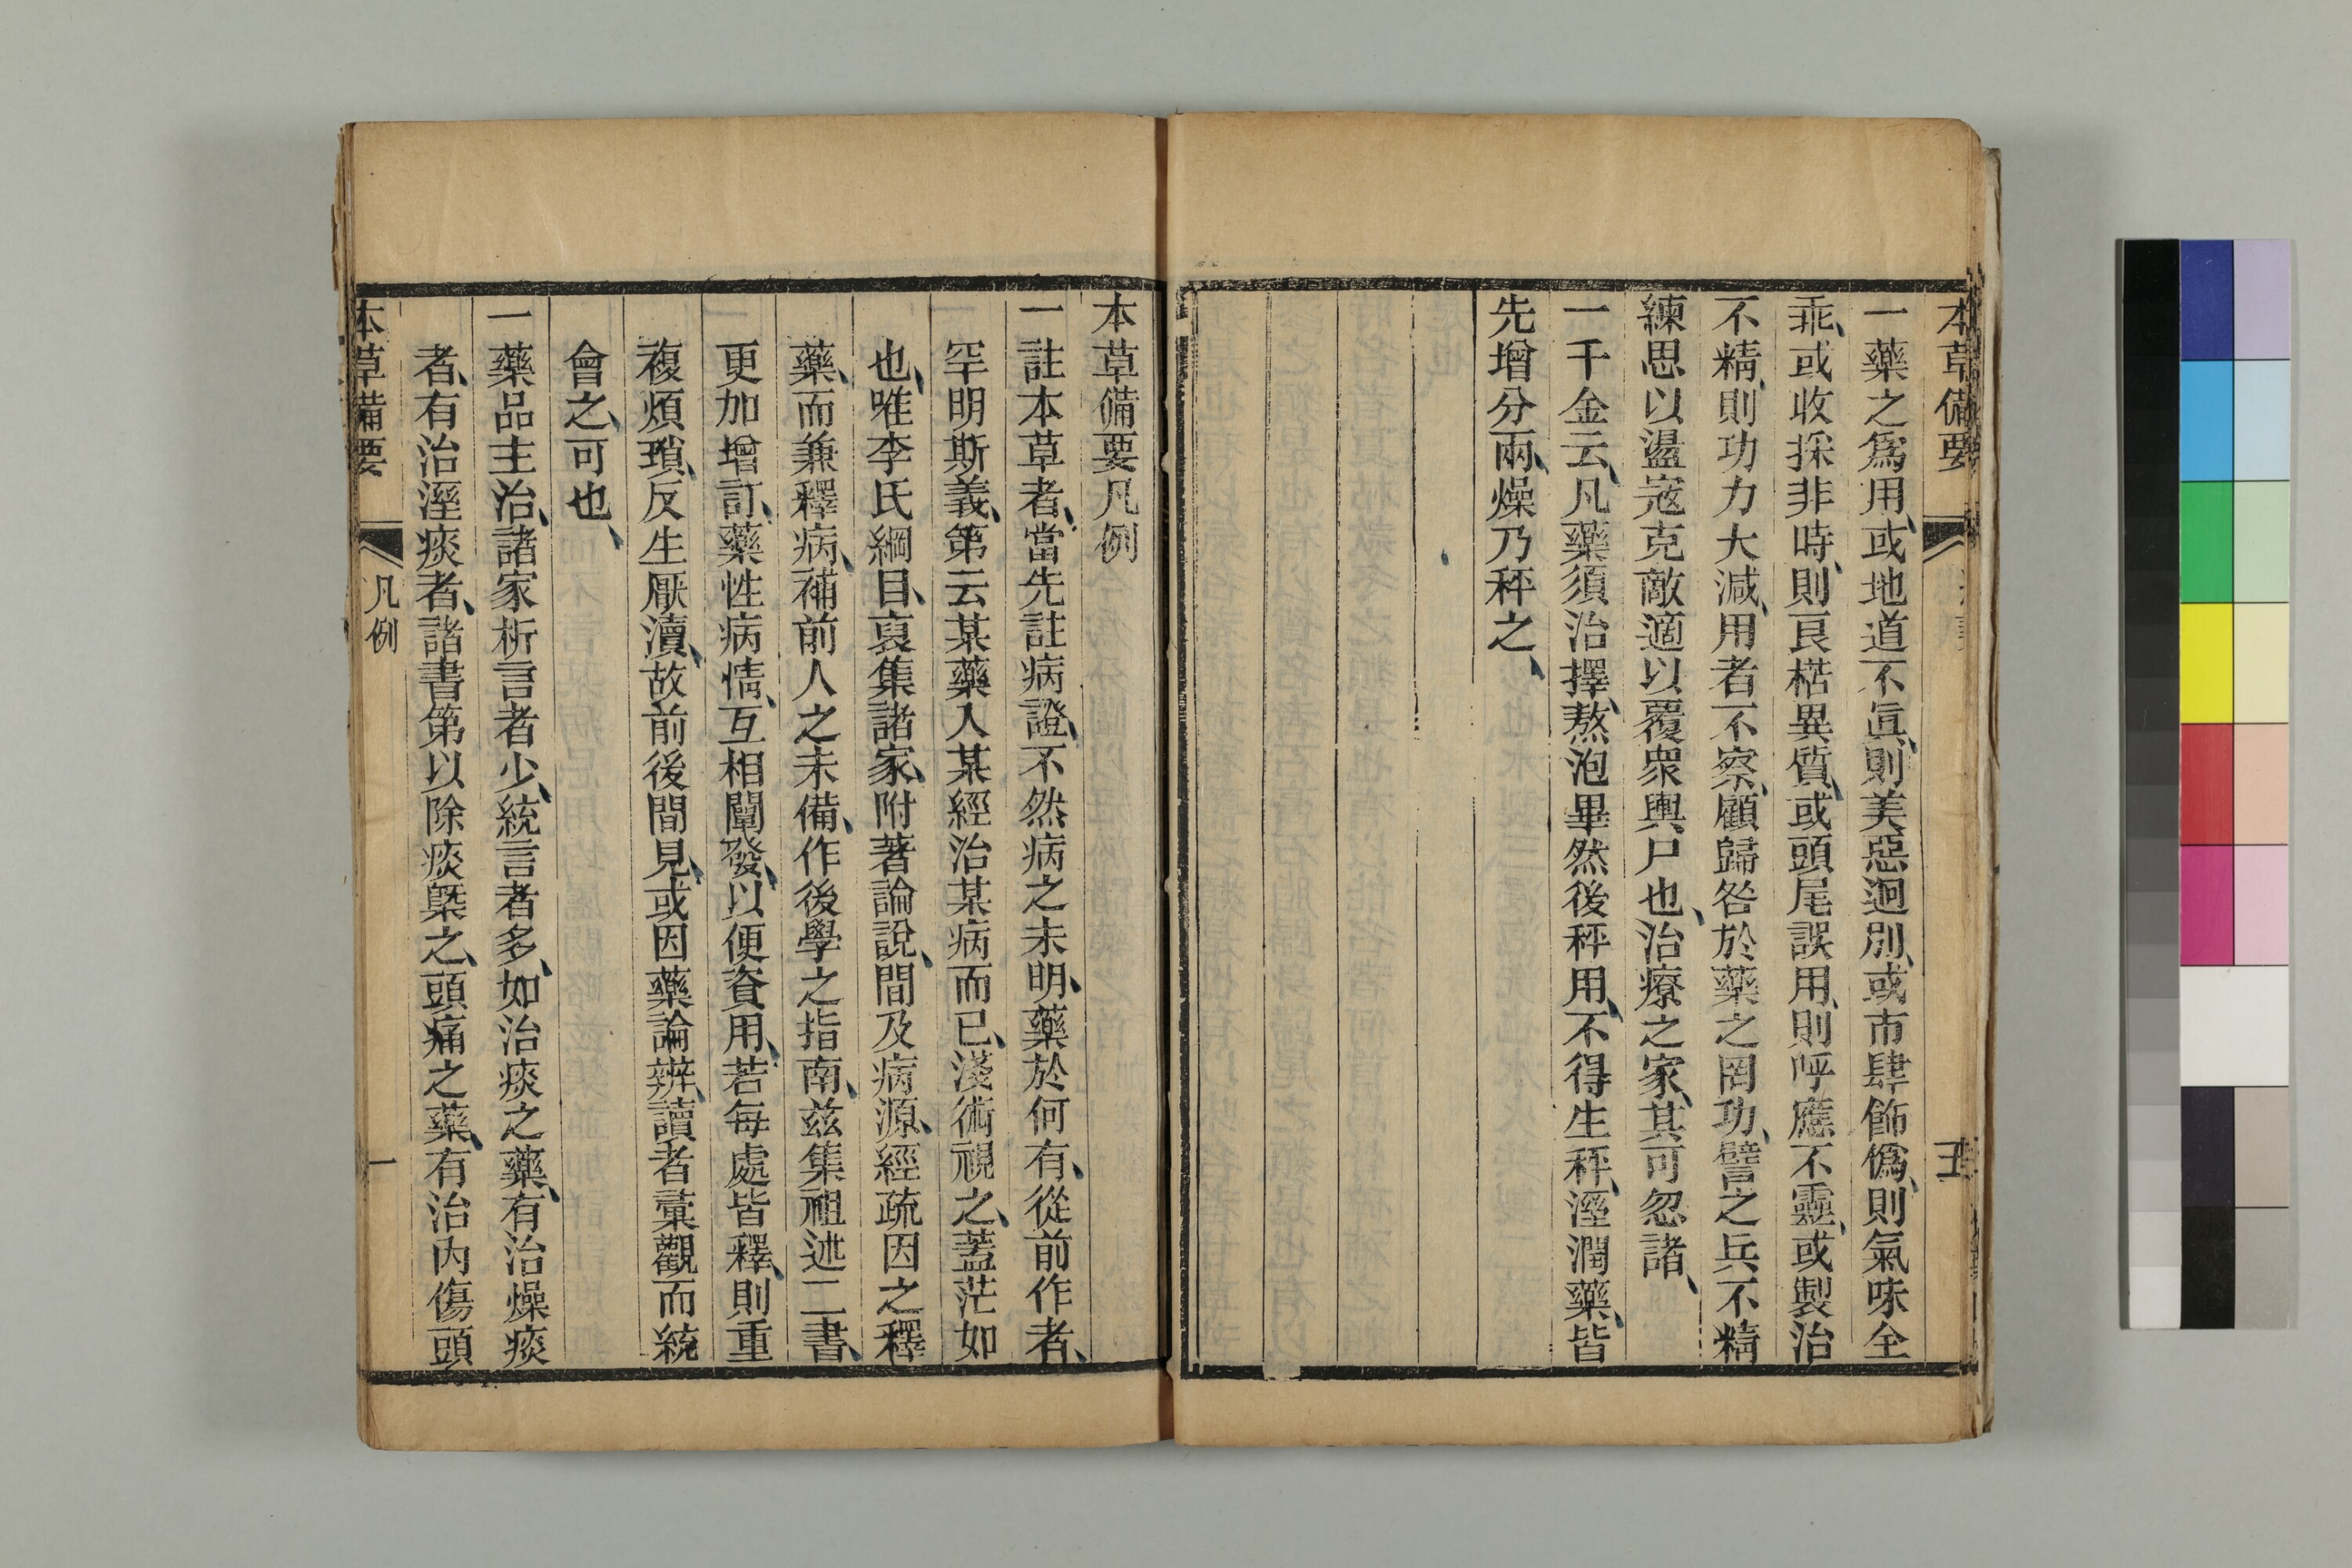 本草備要
一藥之爲用、或地道不眞、則美惡迥別、或市肆飾僞、則氣味全
乖、或收採非時、則良楛異質、或頭尾誤用、則呼應不靈、或製治
不精、則功力大減、用者不察、顧歸咎於藥之罔功、譬之兵不精
練思以盪寇克敵適以覆衆輿尸也、治療之家、其可忽諸、
一千金云、凡藥須治擇、熬泡畢然後秤用、不得生秤、溼潤藥、皆
先增分兩、燥乃秤之、
本草備要凡例
一註本草者、當先註病證、不然病之未明、藥於何有、從前作者、
罕明斯義、第云某藥入某經治某病而已、淺術視之、蓋茫如
也、唯李氏綱目、裒集諸家、附著論說、間及病源、經疏因之釋
藥、而兼釋病、補前人之未備、作後學之指南、茲集祖述二書、
更加增訂、藥性病情、互相闡發、以便資用、若每處皆釋、則重
複煩瑣、反生厭瀆、故前後間見、或因藥論辨、讀者彙觀而統
會之、可也、
一藥品主治、諸家析言者少、統言者多、如治痰之藥、有治燥痰
者、有治溼痰者、諸書第以除痰槩之、頭痛之藥、有治內傷頭
本草備要 凡例 一